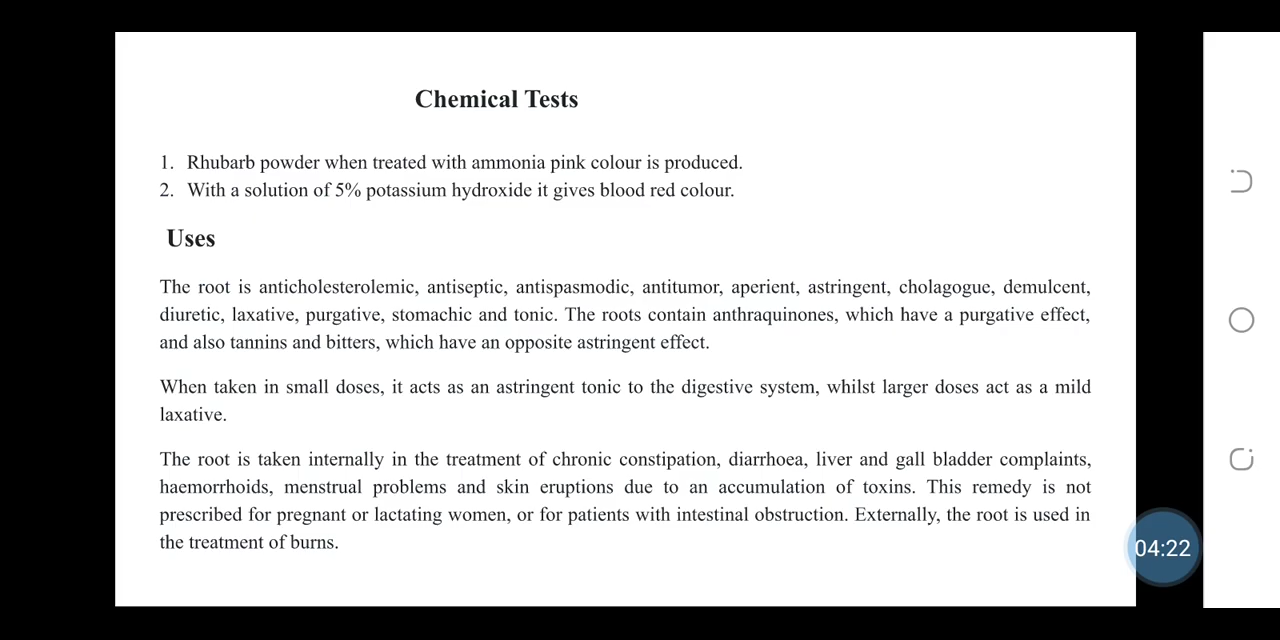 Chemical Tests
1. Rhubarb powder when treated with ammonia pink colour is produced.
2. With a solution of 5% potassium hydroxide it gives blood red colour.
Uses
The root is anticholesterolemic, antiseptic, antispasmodic, antitumor, aperient, astringent, cholagogue, demulcent,
diuretic, laxative, purgative, stomachic and tonic. The roots contain anthraquinones, which have a purgative effect,
and also tannins and bitters, which have an opposite astringent effect.
When taken in small doses, it acts as an astringent tonic to the digestive system, whilst larger doses act as a mild
laxative.
The root is taken internally in the treatment of chronic constipation, diarrhoea, liver and gall bladder complaints,
haemorrhoids, menstrual problems and skin eruptions due to an accumulation of toxins. This remedy is not
prescribed for pregnant or lactating women, or for patients with intestinal obstruction. Externally, the root is used in
the treatment of burns.
04:22